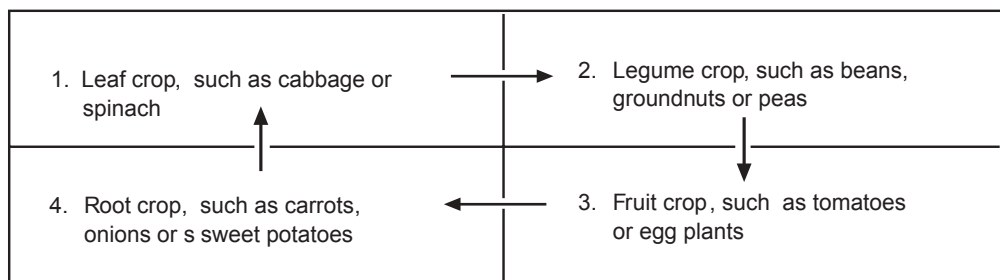 1. Leaf crop, such as cabbage or
spinach
2. Legume crop, such as beans,
groundnuts or peas
3. Fruit crop, such as tomatoes
or egg plants
4. Root crop, such as carrots,
onions or s sweet potatoes